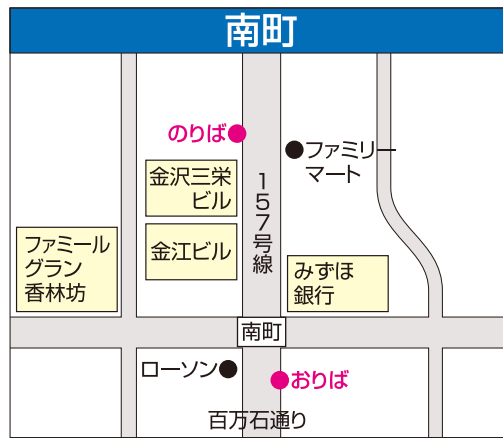 南町
のりば
ファミリー
マート
金沢三栄
ビル
157号線
ファミール
グラン
香林坊
金江ビル
みずほ
銀行
南町
ローソン
おりば
百万石通り